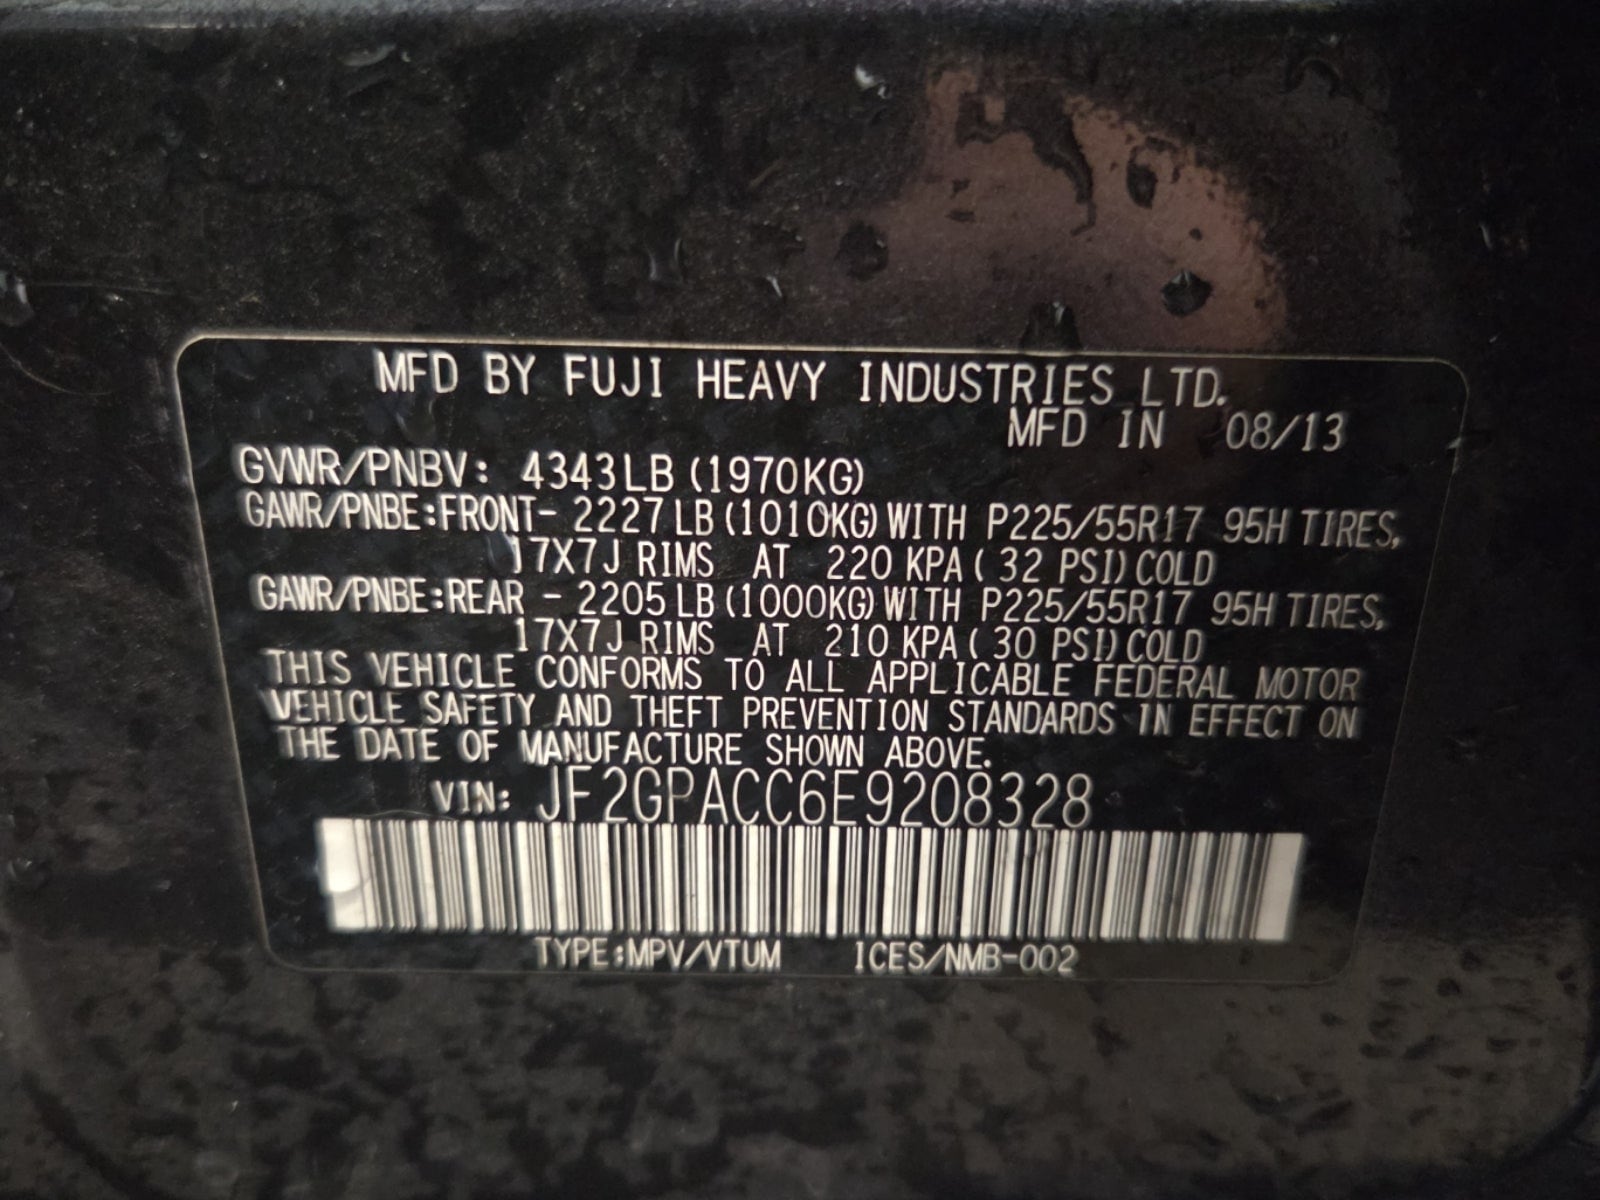 MFD BY FUJI HEAVY INDUSTRIES LTD.
MFD IN 08/13
GVWR/PNBV: 4343LB (1970KG)
GAWR/PNBE:FRONT- 2227LB (1010KG) WITH P225/55R17 95H TIRES,
17X7J RIMS AT 220 KPA ( 32 PSI) COLD
GAWR/PNBE:REAR - 2205LB (1000KG) WITH P225/55R17 95H TIRES,
17X7J RIMS AT 210 KPA ( 30 PSI) COLD
THIS VEHICLE CONFORMS TO ALL APPLICABLE FEDERAL MOTOR
VEHICLE SAFETY AND THEFT PREVENTION STANDARDS IN EFFECT ON
THE DATE OF MANUFACTURE SHOWN ABOVE.
VIN: JF2GPACC6E9208328
TYPE:MPV/VTUM ICES/NMB-002